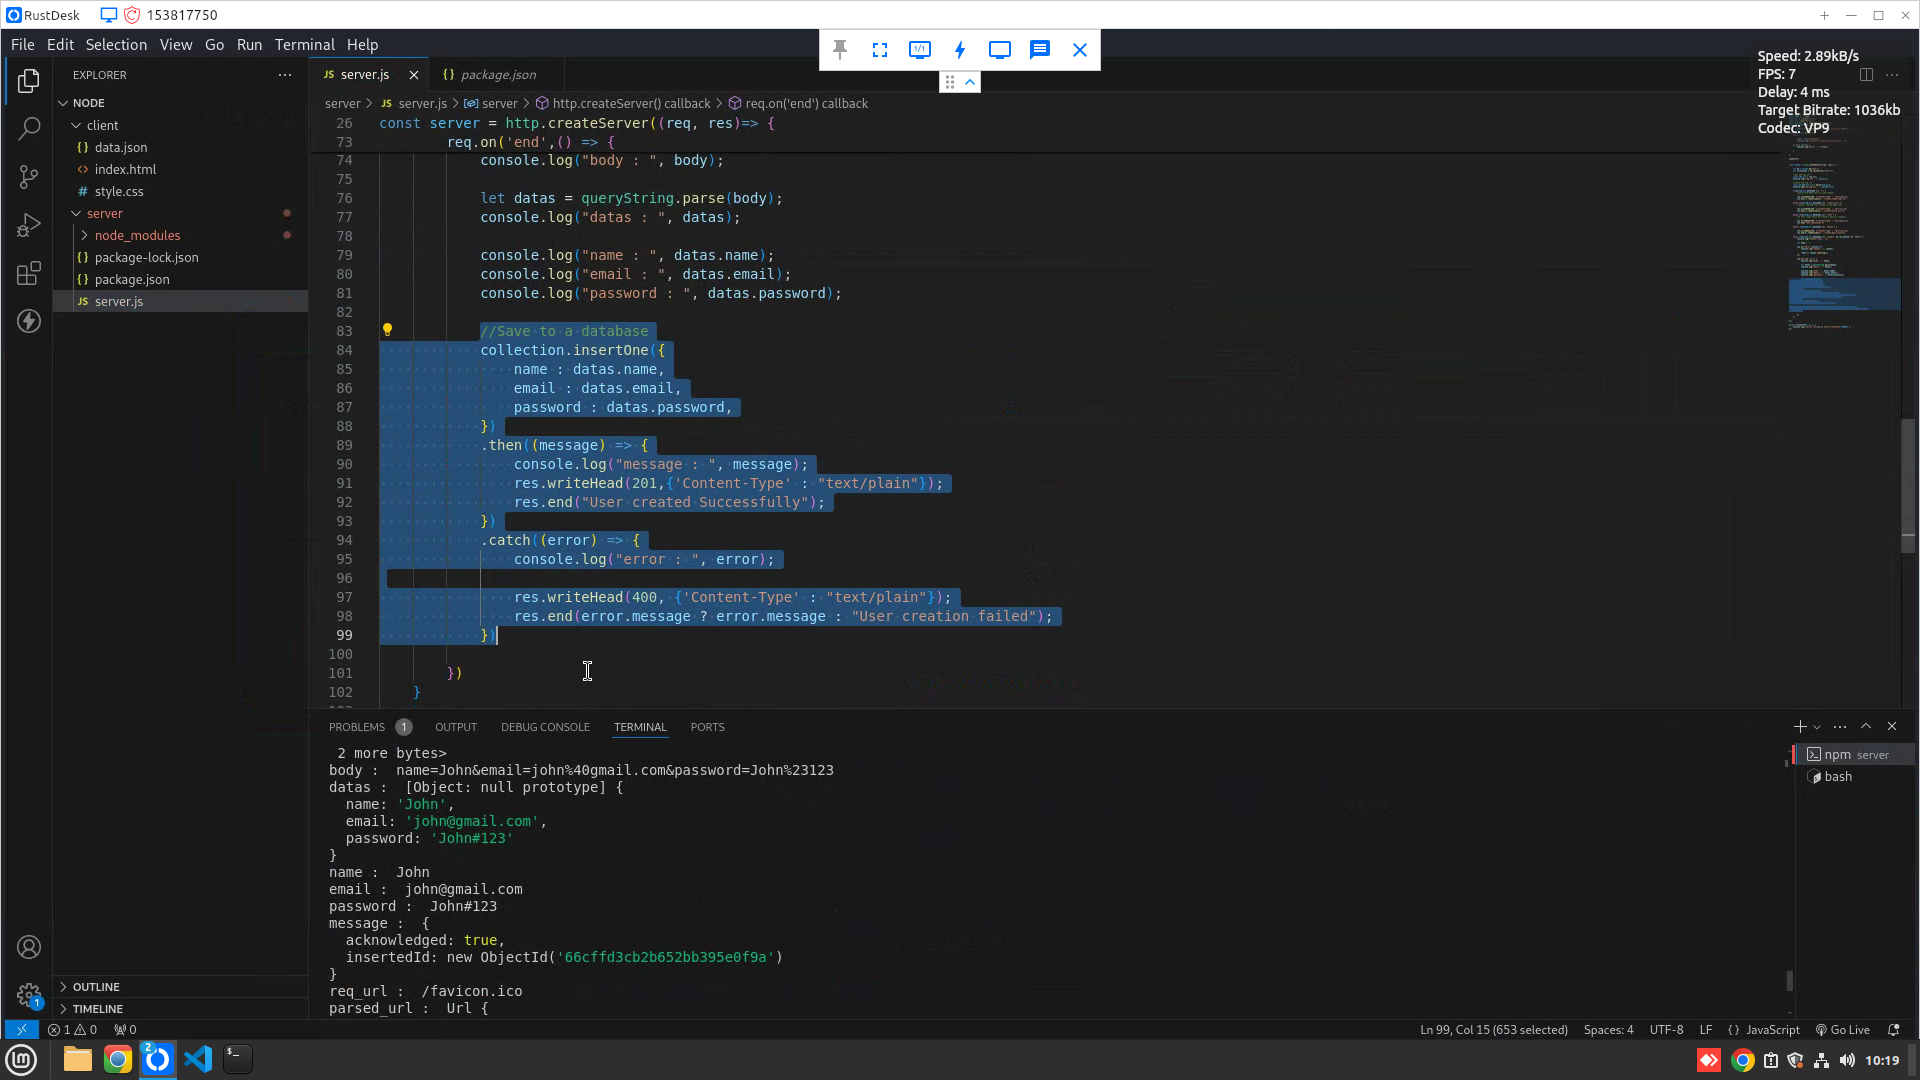 RustDesk 153817750
File Edit Selection View Go Run Terminal Help
1/1
Speed: 2.89kB/s
FPS: 7
Delay: 4 ms
Target Bitrate: 1036kb
Codec: VP9
EXPLORER
NODE
client
data.json
index.html
style.css
server
node_modules
package-lock.json
package.json
server.js
OUTLINE
TIMELINE
JS server.js {} package.json
server > JS server.js > server > http.createServer() callback > req.on('end') callback
26 const server = http.createServer((req, res)=> {
73 req.on('end',() => {
74 console.log("body : ", body);
75
76 let datas = queryString.parse(body);
77 console.log("datas : ", datas);
78
79 console.log("name : ", datas.name);
80 console.log("email : ", datas.email);
81 console.log("password : ", datas.password);
82
83 //Save to a database
84 collection.insertOne({
85 name : datas.name,
86 email : datas.email,
87 password : datas.password,
88 })
89 .then((message) => {
90 console.log("message : ", message);
91 res.writeHead(201,{'Content-Type' : "text/plain"});
92 res.end("User created Successfully");
93 })
94 .catch((error) => {
95 console.log("error : ", error);
96
97 res.writeHead(400, {'Content-Type' : "text/plain"});
98 res.end(error.message ? error.message : "User creation failed");
99 })
100
101 })
102 }
PROBLEMS 1 OUTPUT DEBUG CONSOLE TERMINAL PORTS
2 more bytes>
body :  name=John&email=john%40gmail.com&password=John%23123
datas :  [Object: null prototype] {
name: 'John',
email: 'john@gmail.com',
password: 'John#123'
}
name :  John
email :  john@gmail.com
password :  John#123
message :  {
acknowledged: true,
insertedId: new ObjectId('66cffd3cb2b652bb395e0f9a')
}
req_url :  /favicon.ico
parsed_url :  Url {
npm server
bash
1
1 0 0
Ln 99, Col 15 (653 selected) Spaces: 4 UTF-8 LF {} JavaScript Go Live
2
10:19